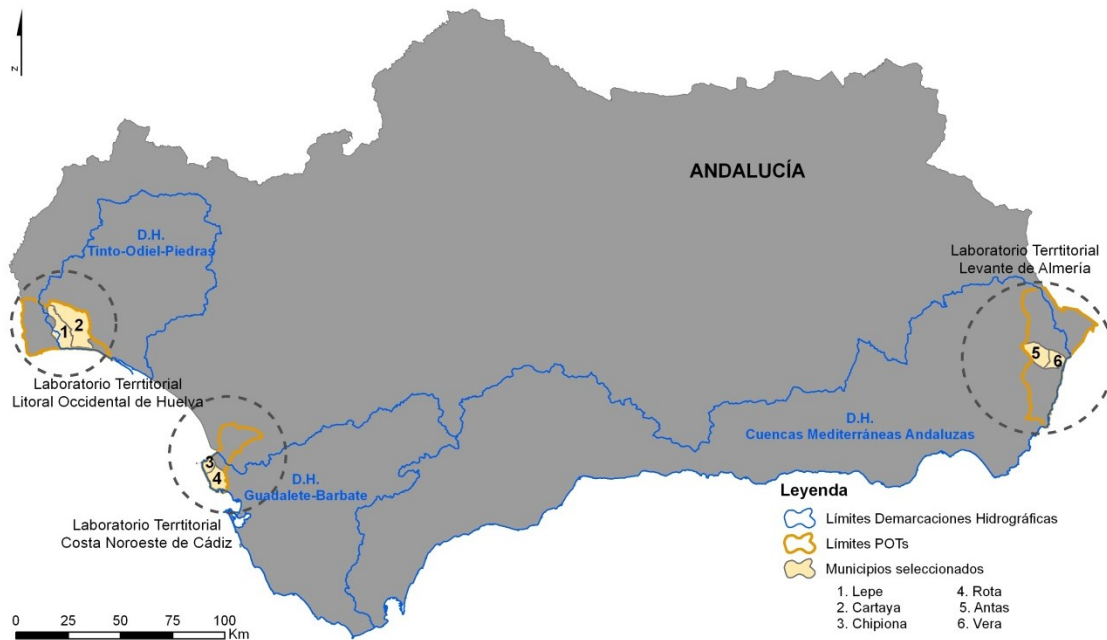 z
ANDALUCÍA
D.H.
Tinto-Odiel-Piedras
Laboratorio Terrtitorial
Levante de Almería
1
2
5
6
Laboratorio Terrtitorial
Litoral Occidental de Huelva
D.H.
Cuencas Mediterráneas Andaluzas
3
4
D.H.
Guadalete-Barbate
Laboratorio Terrtitorial
Costa Noroeste de Cádiz
Leyenda
Límites Demarcaciones Hidrográficas
Límites POTs
Municipios seleccionados
1. Lepe
2. Cartaya
3. Chipiona
4. Rota
5. Antas
6. Vera
0 25 50 75 100
Km